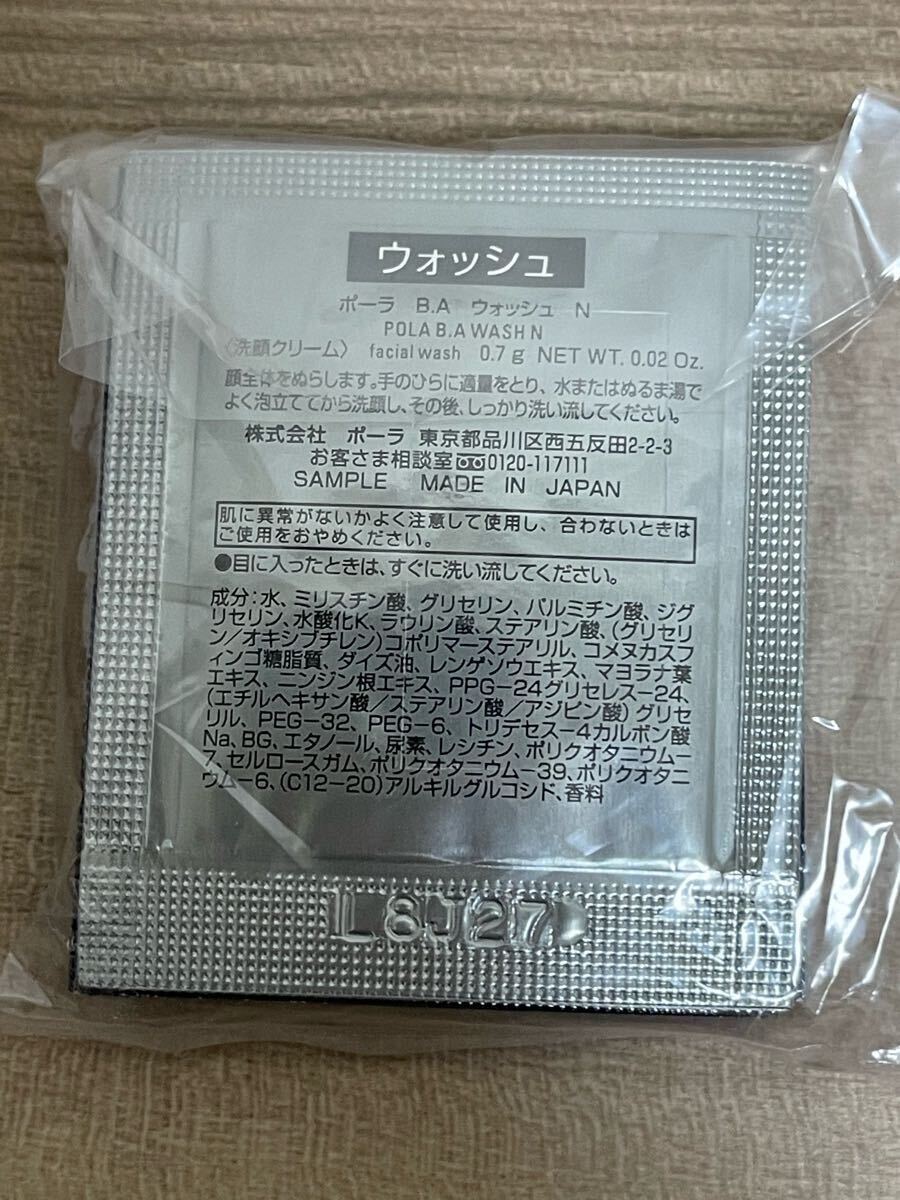 ウォッシュ
ポーラ B.A ウォッシュ N
POLA B.A WASH N
〈洗顔クリーム〉 facial wash 0.7g NET WT. 0.02 Oz.
顔全体をぬらします。手のひらに適量をとり、水またはぬるま湯で
よく泡立ててから洗顔し、その後、しっかり洗い流してください。
株式会社 ポーラ 東京都品川区西五反田2-2-3
お客さま相談室 0120-117111
SAMPLE MADE IN JAPAN
肌に異常がないかよく注意して使用し、合わないときは
ご使用をおやめください。
●目に入ったときは、すぐに洗い流してください。
成分:水、ミリスチン酸、グリセリン、パルミチン酸、ジグ
リセリン、水酸化K、ラウリン酸、ステアリン酸、(グリセリ
ン/オキシブチレン)コポリマーステアリル、コメヌカスフ
ィンゴ糖脂質、ダイズ油、レンゲソウエキス、マヨラナ葉
エキス、ニンジン根エキス、PPG-24グリセレス-24、
(エチルヘキサン酸/ステアリン酸/アジピン酸)グリセ
リル、PEG-32、PEG-6、トリデセス-4カルボン酸
Na、BG、エタノール、尿素、レシチン、ポリクオタニウム-
7、セルロースガム、ポリクオタニウム-39、ポリクオタニ
ウム-6、(C12-20)アルキルグルコシド、香料
L8J27